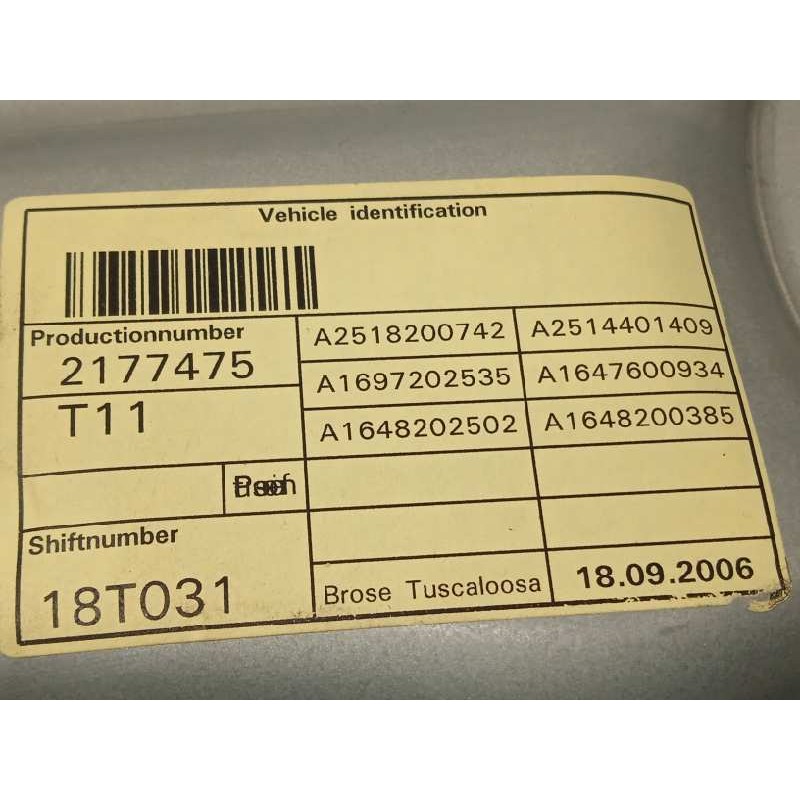 Vehicle identification
Productionnumber
2177475
A2518200742 A2514401409
A1697202535 A1647600934
T11
A1648202502 A1648200385
Shiftnumber
18T031
Brose Tuscaloosa 18.09.2006